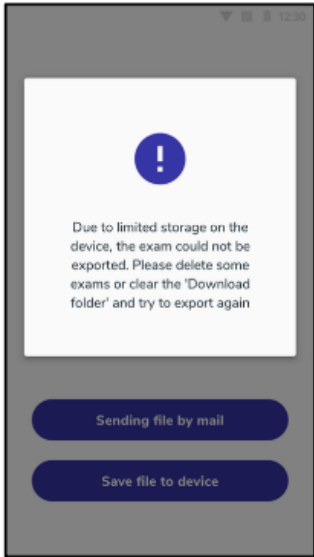 12:30
!
Due to limited storage on the
device, the exam could not be
exported. Please delete some
exams or clear the 'Download
folder' and try to export again
Sending file by mail
Save file to device